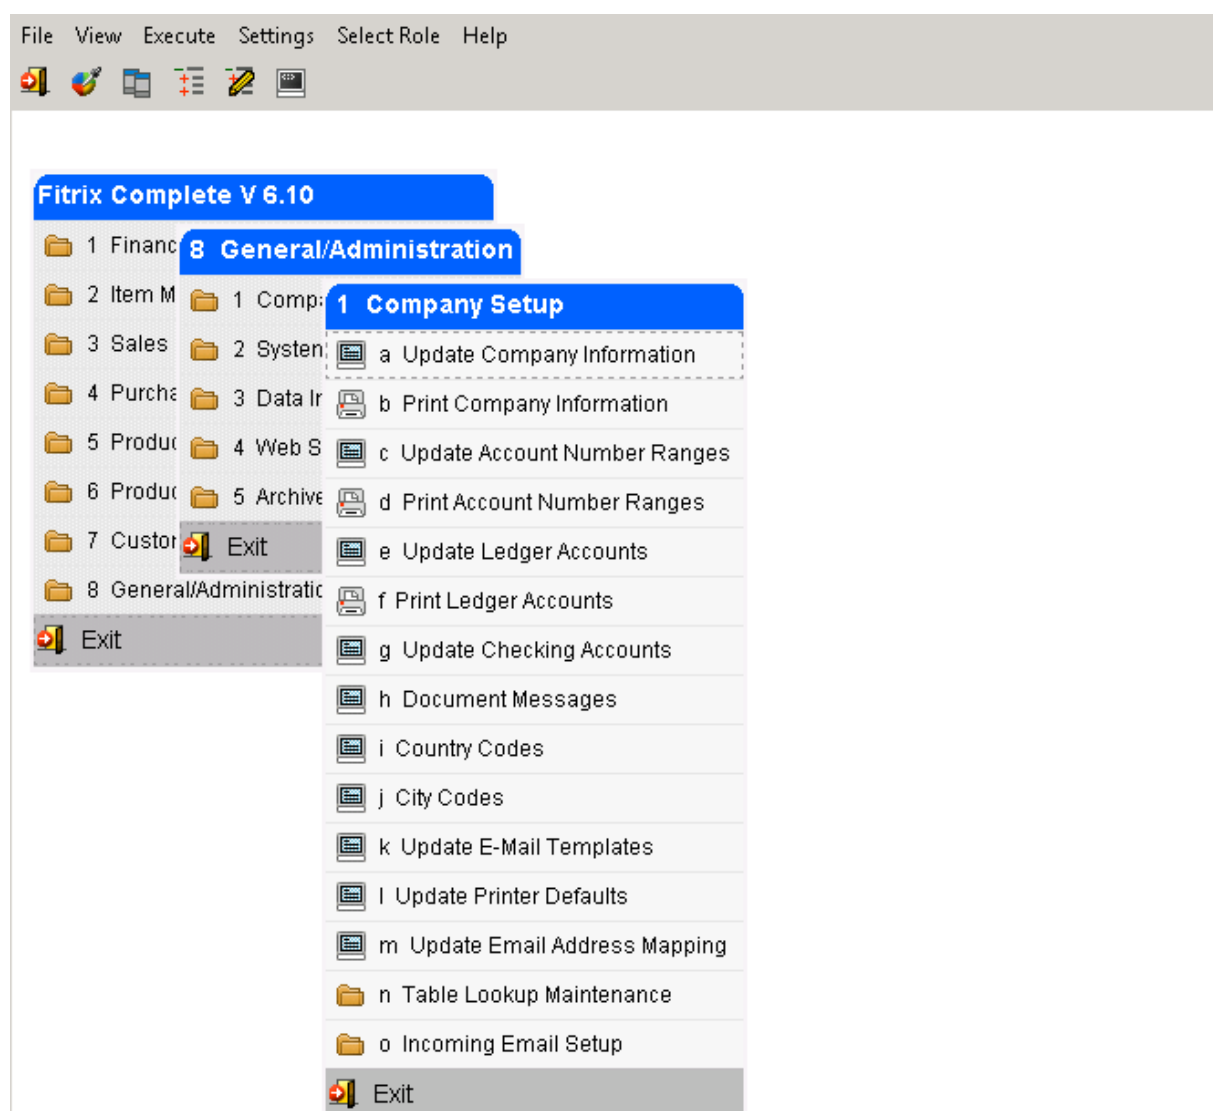 File View Execute Settings Select Role Help
Fitrix Complete V 6.10
1 Financ
2 Item M
3 Sales
4 Purcha
5 Produc
6 Produc
7 Custor
8 General/Administratic
Exit
8 General/Administration
1 Compa
2 System
3 Data In
4 Web S
5 Archive
Exit
1 Company Setup
a Update Company Information
b Print Company Information
c Update Account Number Ranges
d Print Account Number Ranges
e Update Ledger Accounts
f Print Ledger Accounts
g Update Checking Accounts
h Document Messages
i Country Codes
j City Codes
k Update E-Mail Templates
l Update Printer Defaults
m Update Email Address Mapping
n Table Lookup Maintenance
o Incoming Email Setup
Exit